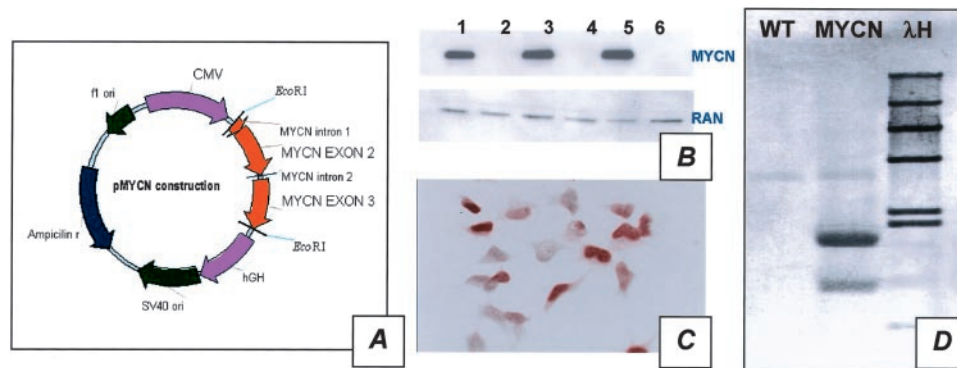 CMV
f1 ori
EcoRI
MYCN intron 1
MYCN EXON 2
MYCN intron 2
MYCN EXON 3
EcoRI
hGH
SV40 ori
Ampicilin r
pMYCN construction
A
1 2 3 4 5 6
MYCN
RAN
B
C
WT MYCN λH
D